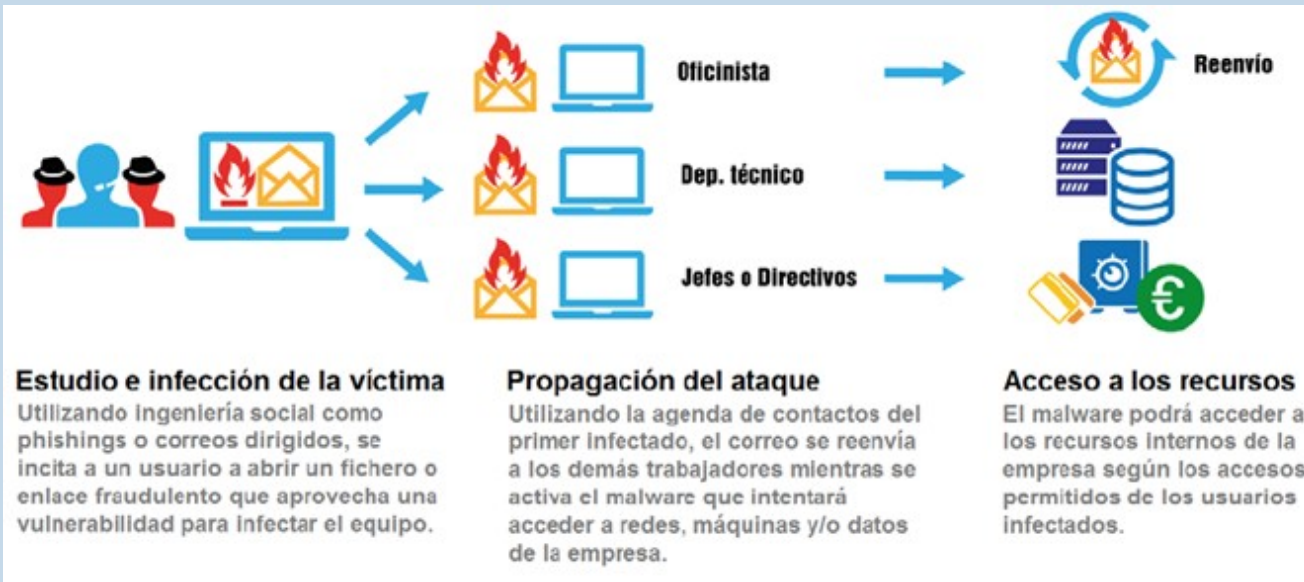 Oficinista
Reenvío
Dep. técnico
Jefes o Directivos
€
Estudio e infección de la víctima
Utilizando ingeniería social como
phishings o correos dirigidos, se
incita a un usuario a abrir un fichero o
enlace fraudulento que aprovecha una
vulnerabilidad para infectar el equipo.
Propagación del ataque
Utilizando la agenda de contactos del
primer infectado, el correo se reenvía
a los demás trabajadores mientras se
activa el malware que intentará
acceder a redes, máquinas y/o datos
de la empresa.
Acceso a los recursos
El malware podrá acceder a
los recursos internos de la
empresa según los accesos
permitidos de los usuarios
infectados.